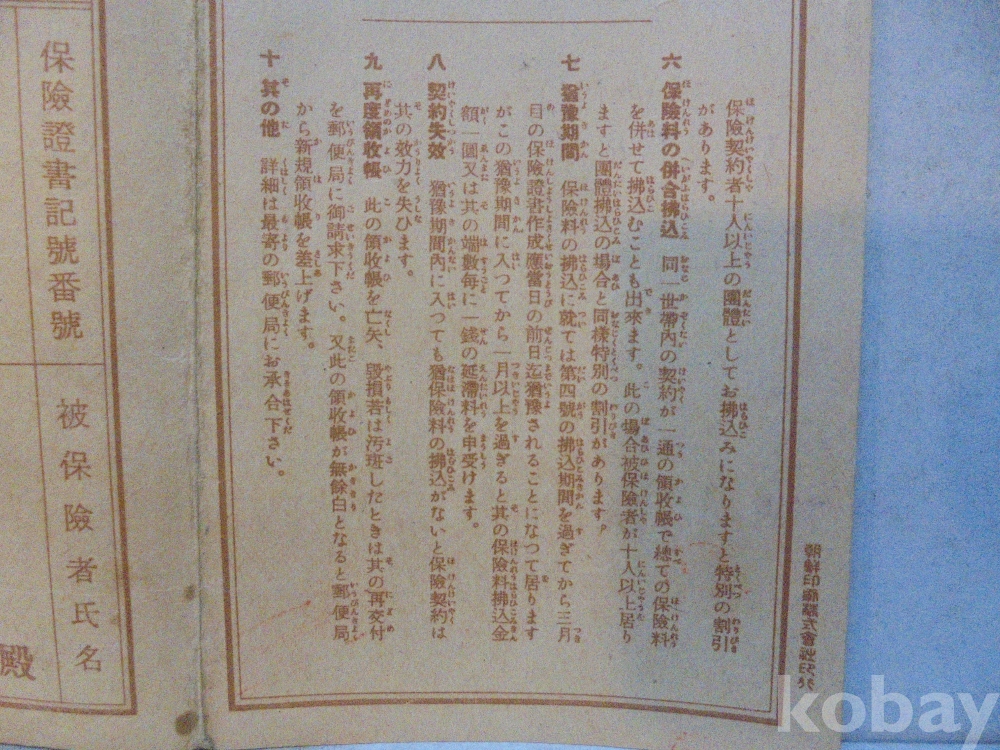 朝鮮印刷株式會社印行
保險契約者十人以上の團體としてお拂込みになりますと特別の割引
があります。
六 保險料の併合拂込 同一世帶內の契約が一通の領收帳で總ての保險料
を併せて拂込むことも出來ます。此の場合被保險者が十人以上居り
ますと團體拂込の場合と同樣特別の割引があります。
七 猶豫期間 保險料の拂込に就ては第四號の拂込期間を過ぎてから三月
目の保險證書作成應當日の前日迄猶豫されることになつて居ります
がこの猶豫期間に入つてから一月以上を過ぎると其の保險料拂込金
額一圓又は其の端數每に一錢の延滯料を申受けます。
八 契約失效 猶豫期間內に入つても猶保險料の拂込がないと保險契約は
其の效力を失ひます。
九 再度領收帳 此の領收帳を亡失、毀損若は汚斑したときは其の再交付
を郵便局に御請求下さい。又此の領收帳が無餘白となると郵便局
から新規領收帳を差上げます。
十 其の他 詳細は最寄の郵便局にお承合下さい。
保險證書記號番號
被保險者氏名
殿
kobay